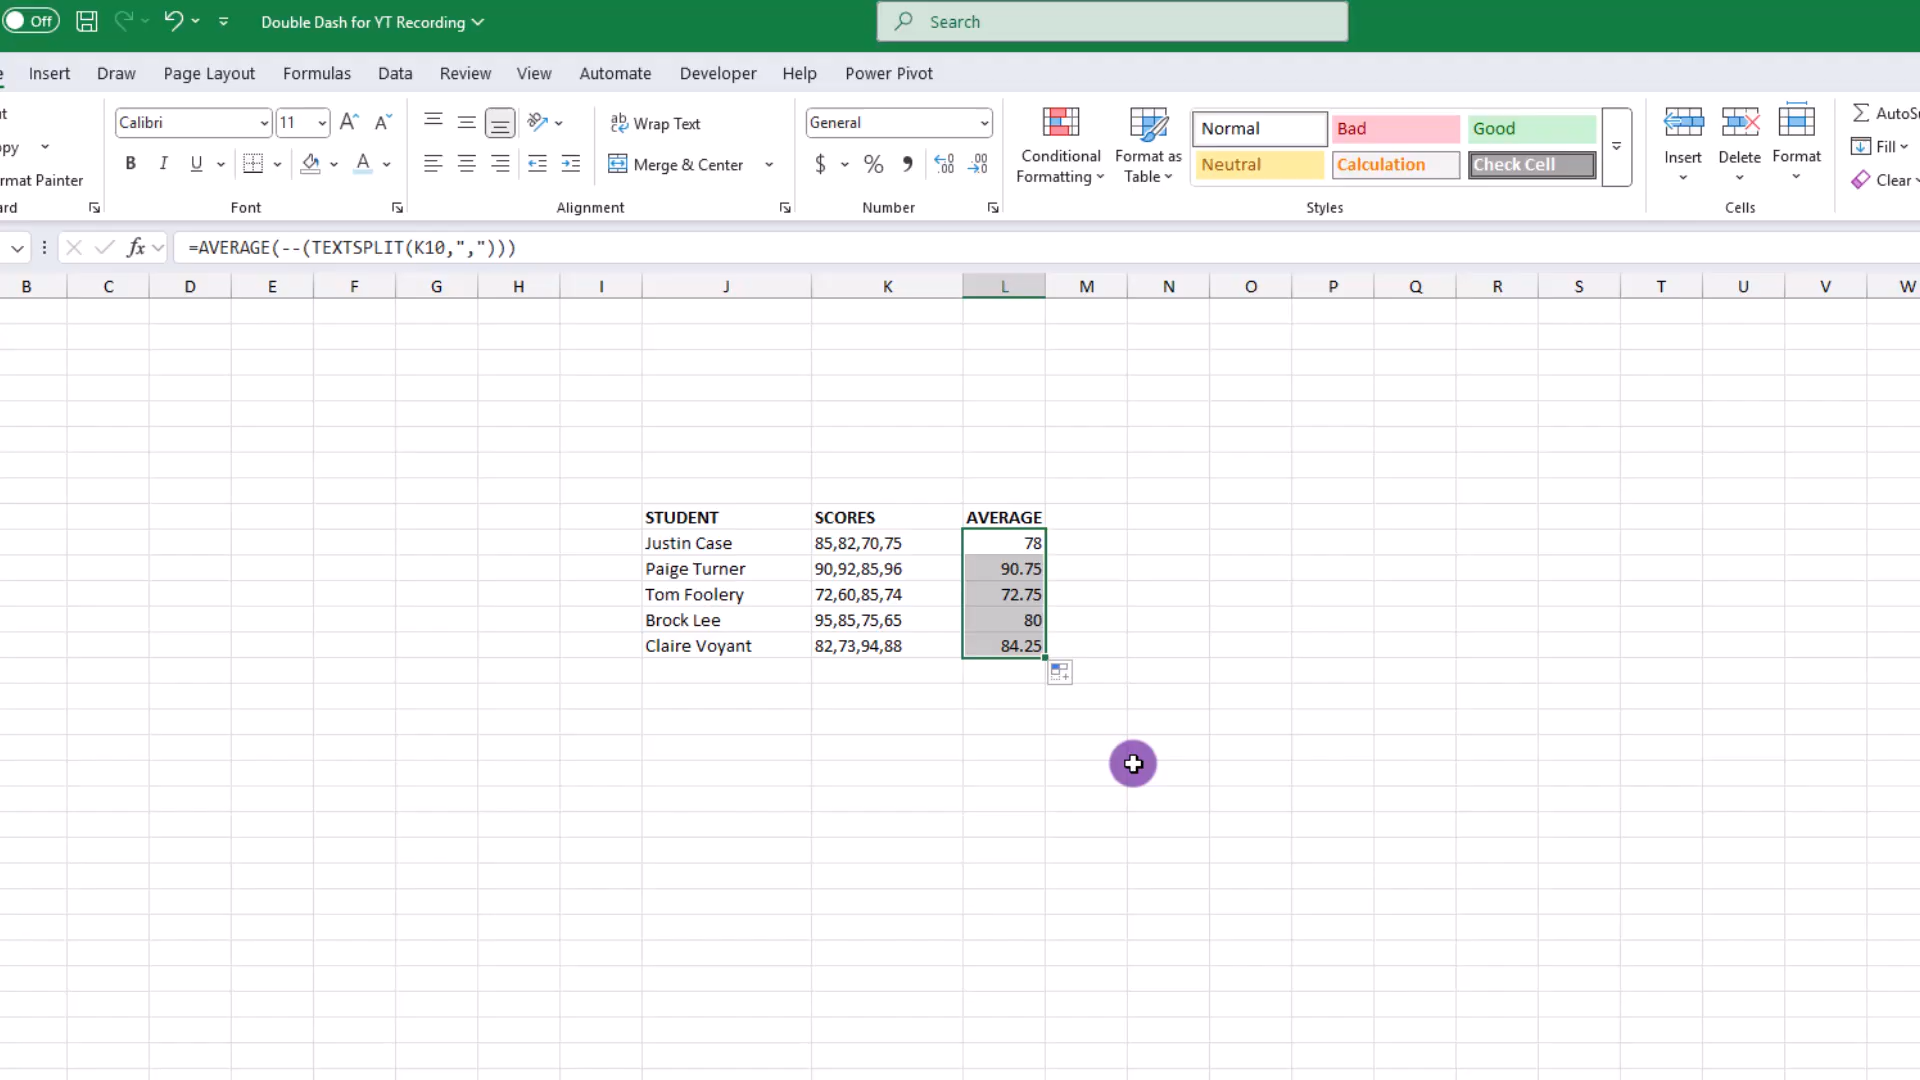 Off Double Dash for YT Recording Search
Insert Draw Page Layout Formulas Data Review View Automate Developer Help Power Pivot
Calibri 11 Wrap Text General Normal Bad Good
Conditional Formatting Format as Table Insert Delete Format Fill
B I U Merge & Center $ % Neutral Calculation Check Cell Clear
Font Alignment Number Styles Cells
fx =AVERAGE(--(TEXTSPLIT(K10,",")))
B C D E F G H I J K L M N O P Q R S T U V W
STUDENT SCORES AVERAGE
Justin Case 85,82,70,75 78
Paige Turner 90,92,85,96 90.75
Tom Foolery 72,60,85,74 72.75
Brock Lee 95,85,75,65 80
Claire Voyant 82,73,94,88 84.25